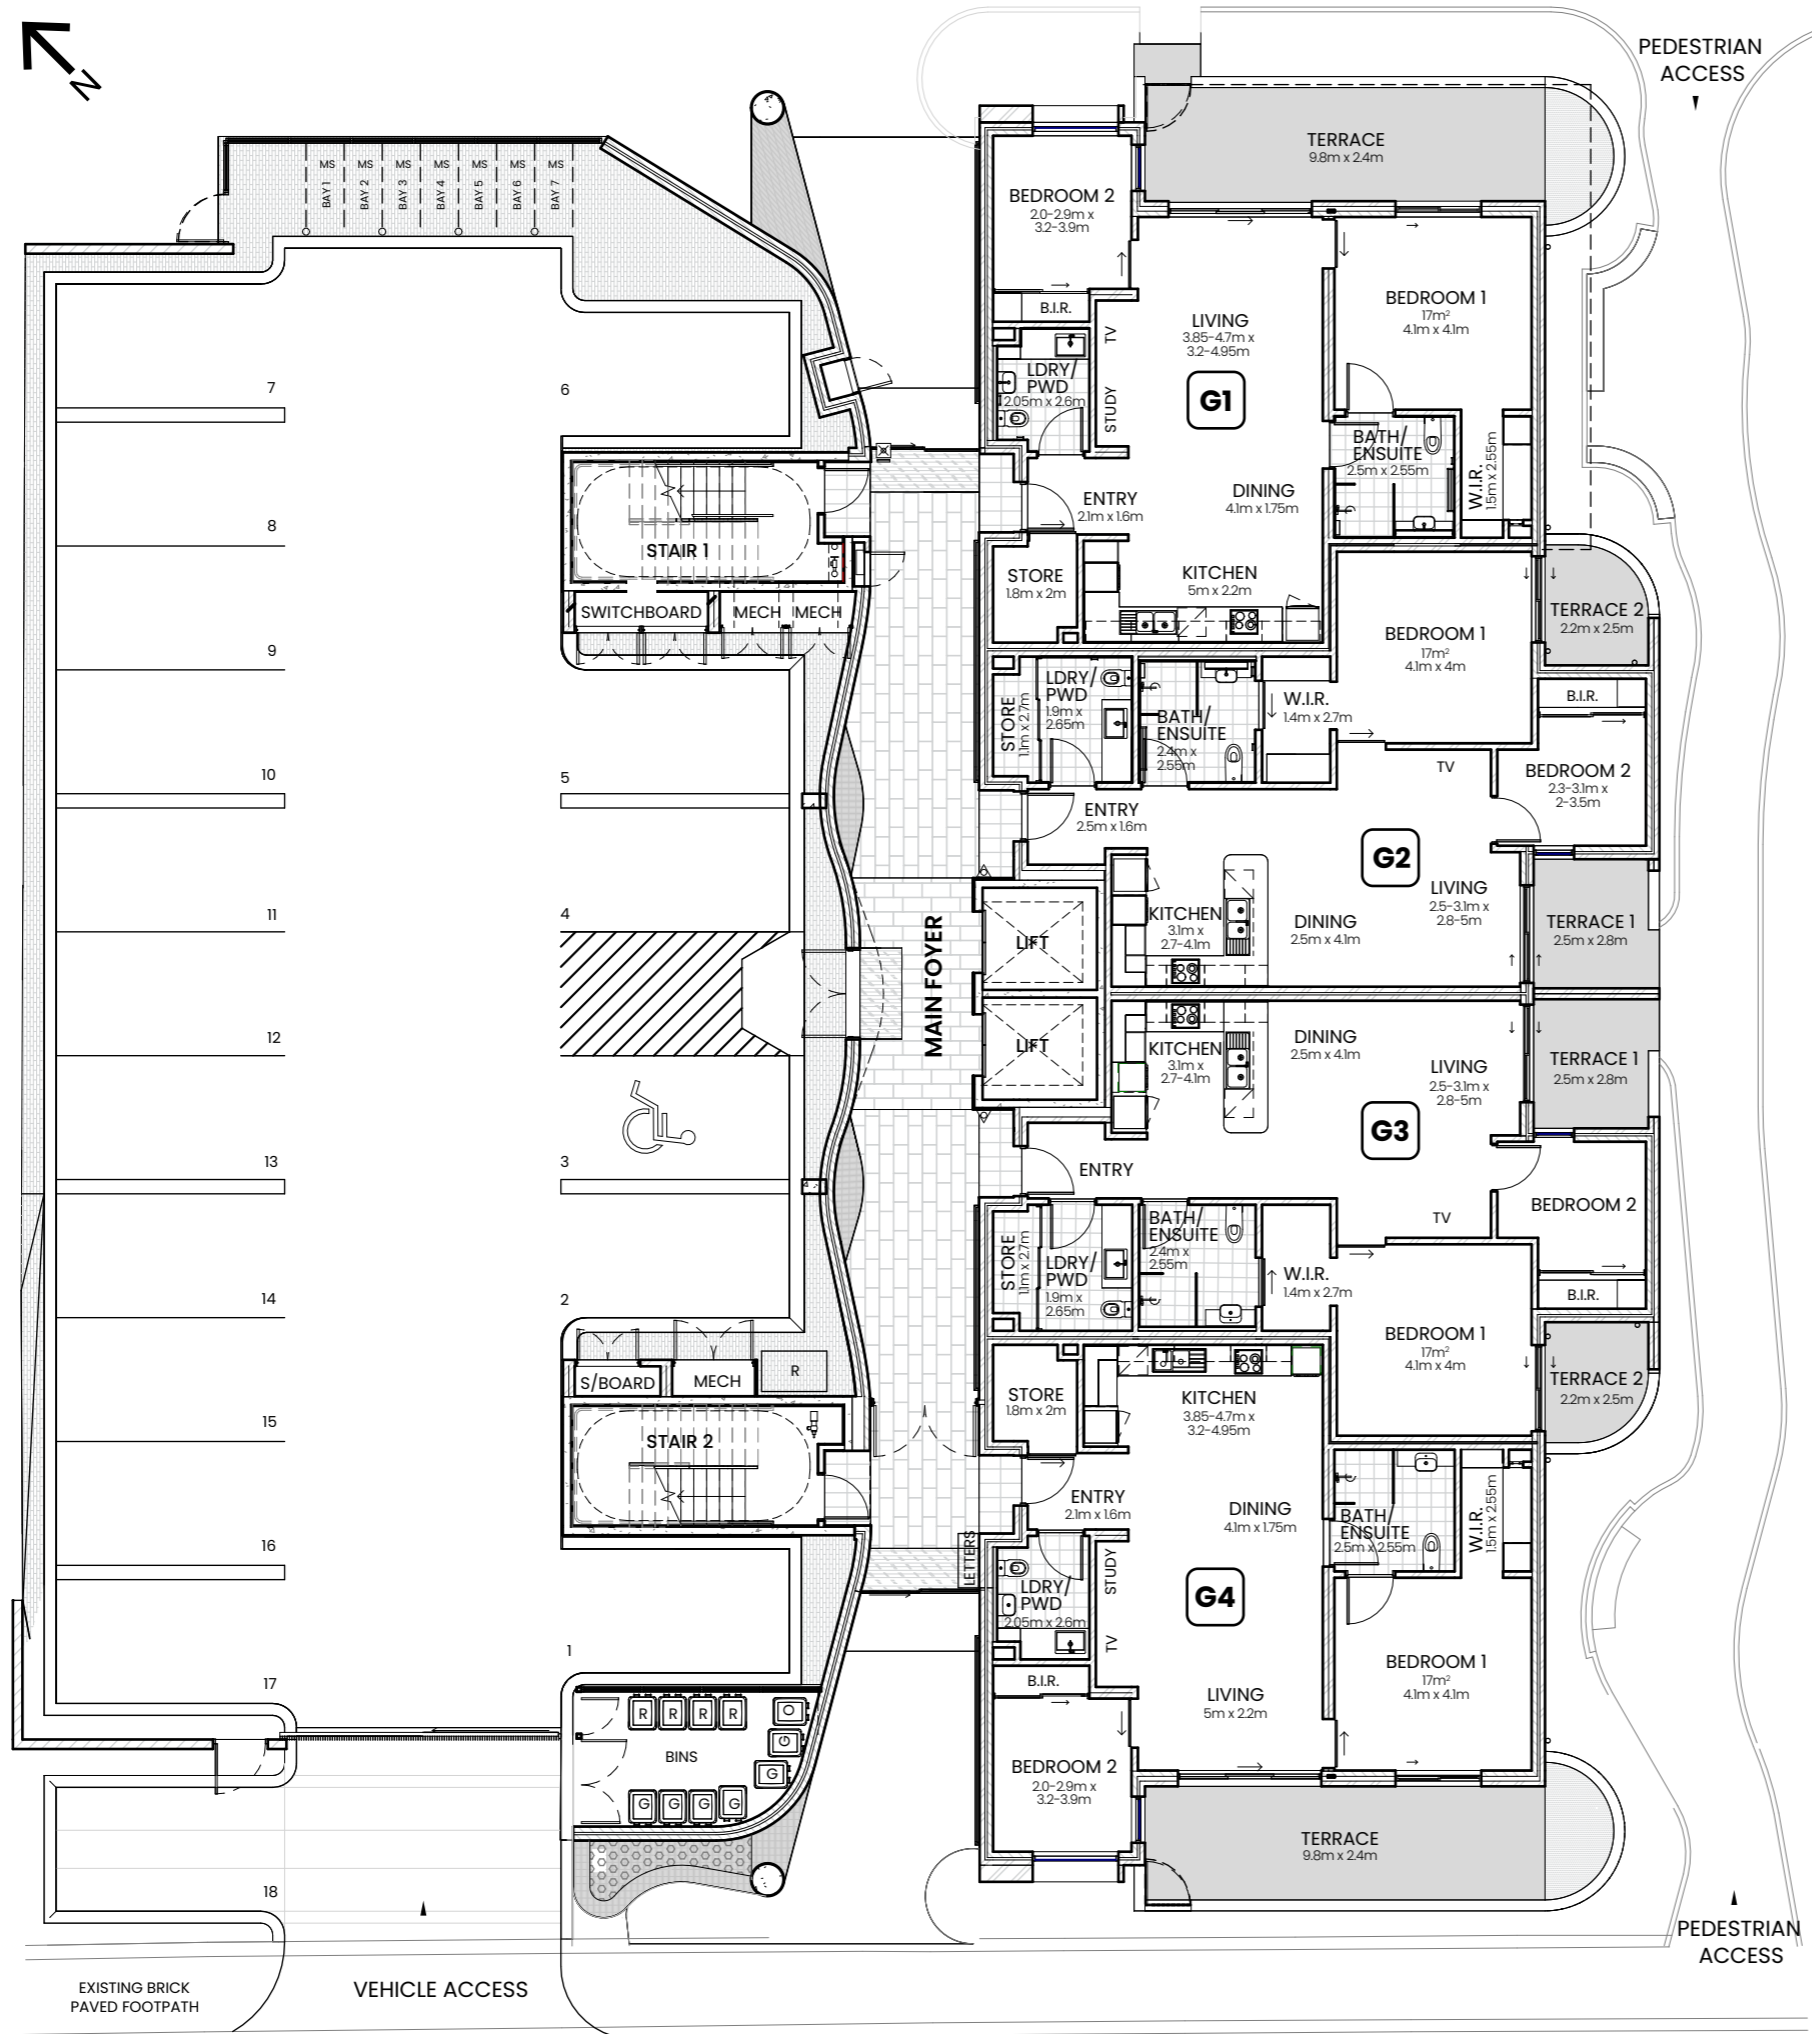 N
PEDESTRIAN
ACCESS
MS
MS
MS
MS
MS
MS
MS
BAY 1
BAY 2
BAY 3
BAY 4
BAY 5
BAY 6
BAY 7
TERRACE
9.8m x 2.4m
BEDROOM 2
2.0-2.9m x
3.2-3.9m
B.I.R.
LDRY/
PWD
2.05m x 2.6m
TV
STUDY
LIVING
3.85-4.7m x
3.2-4.95m
G1
BEDROOM 1
17m²
4.1m x 4.1m
BATH/
ENSUITE
2.5m x 2.55m
W.I.R.
1.5m x 2.55m
ENTRY
2.1m x 1.6m
DINING
4.1m x 1.75m
STORE
1.8m x 2m
KITCHEN
5m x 2.2m
7
6
8
STAIR 1
SWITCHBOARD
MECH
MECH
9
10
5
11
4
12
13
3
14
2
S/BOARD
MECH
R
15
STAIR 2
16
1
17
18
BEDROOM 1
17m²
4.1m x 4m
TERRACE 2
2.2m x 2.5m
STORE
1.1m x 2.7m
LDRY/
PWD
1.9m x
2.65m
BATH/
ENSUITE
2.4m x
2.55m
W.I.R.
1.4m x 2.7m
B.I.R.
TV
BEDROOM 2
2.3-3.1m x
2-3.5m
ENTRY
2.5m x 1.6m
G2
LIVING
2.5-3.1m x
2.8-5m
KITCHEN
3.1m x
2.7-4.1m
DINING
2.5m x 4.1m
TERRACE 1
2.5m x 2.8m
MAIN FOYER
LIFT
LIFT
KITCHEN
3.1m x
2.7-4.1m
DINING
2.5m x 4.1m
LIVING
2.5-3.1m x
2.8-5m
TERRACE 1
2.5m x 2.8m
G3
ENTRY
BEDROOM 2
TV
STORE
1.1m x 2.7m
LDRY/
PWD
1.9m x
2.65m
BATH/
ENSUITE
2.4m x
2.55m
W.I.R.
1.4m x 2.7m
B.I.R.
BEDROOM 1
17m²
4.1m x 4m
TERRACE 2
2.2m x 2.5m
STORE
1.8m x 2m
KITCHEN
3.85-4.7m x
3.2-4.95m
ENTRY
2.1m x 1.6m
DINING
4.1m x 1.75m
BATH/
ENSUITE
2.5m x 2.55m
W.I.R.
1.5m x 2.55m
LETTERS
LDRY/
PWD
2.05m x 2.6m
STUDY
TV
G4
BEDROOM 1
17m²
4.1m x 4.1m
B.I.R.
LIVING
5m x 2.2m
BEDROOM 2
2.0-2.9m x
3.2-3.9m
TERRACE
9.8m x 2.4m
R
R
R
R
O
G
G
BINS
G
G
G
G
PEDESTRIAN
ACCESS
EXISTING BRICK
PAVED FOOTPATH
VEHICLE ACCESS